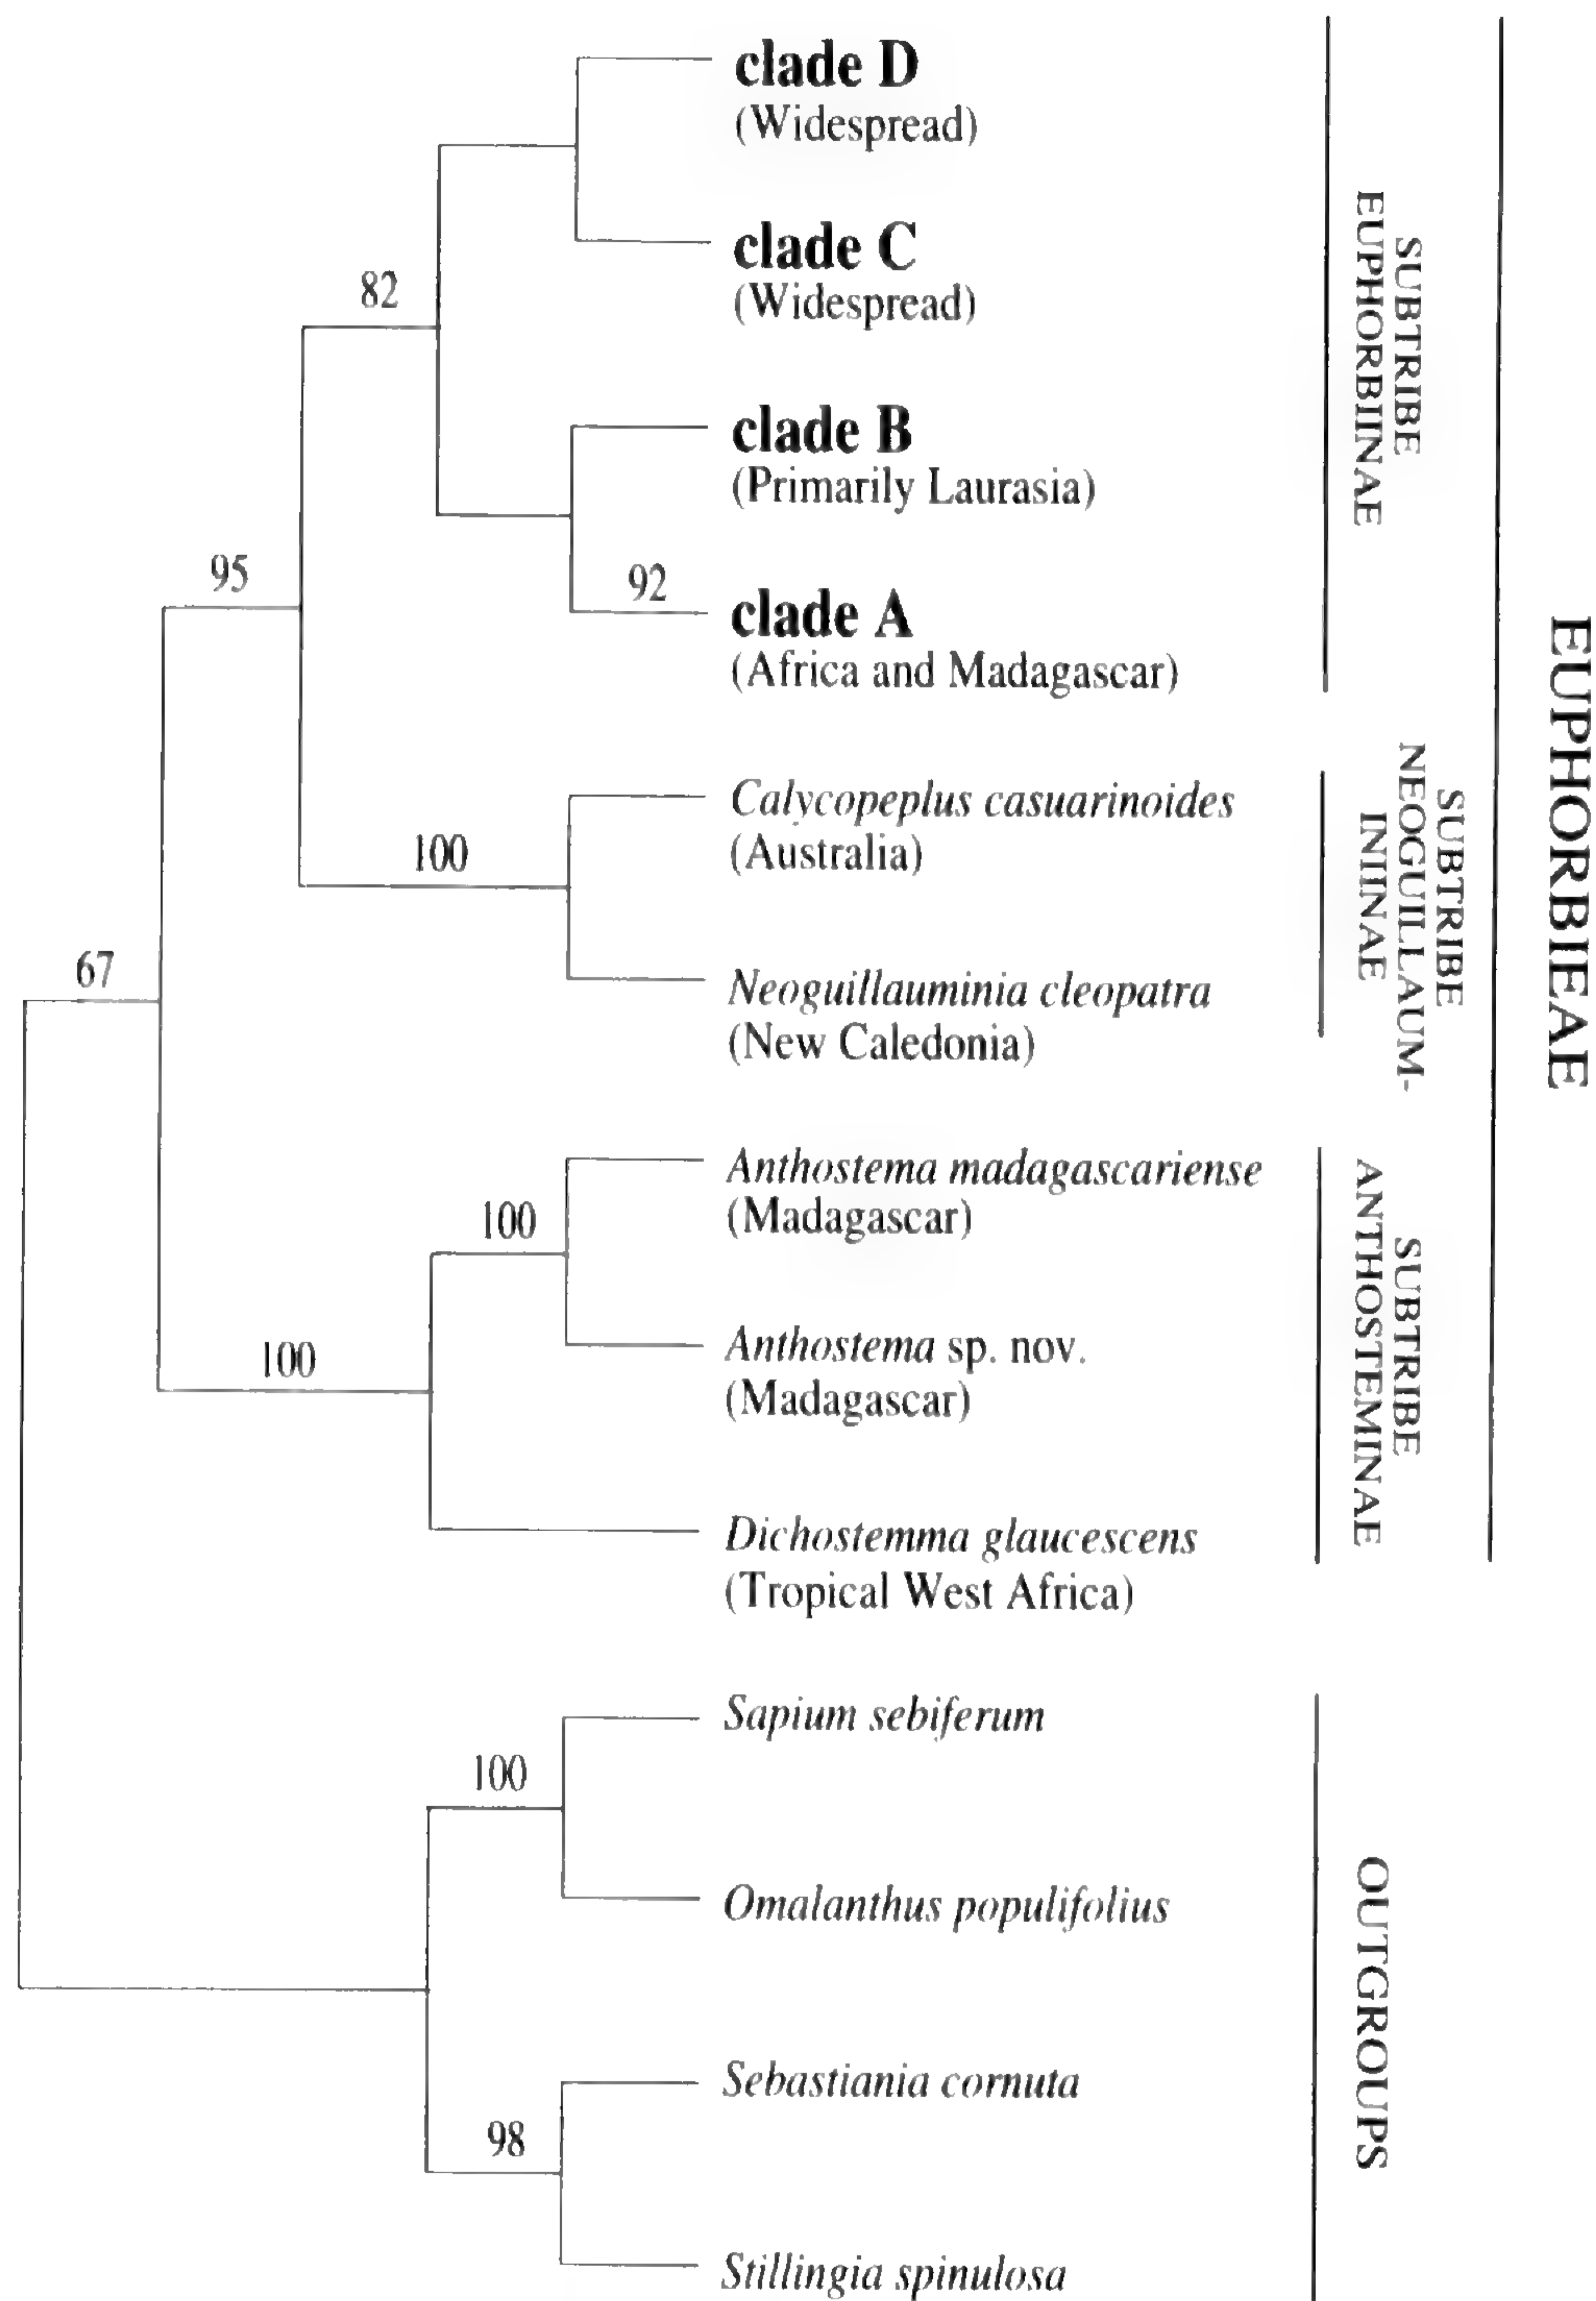 clade D
(Widespread)
82
clade C
(Widespread)
clade B
(Primarily Laurasia)
95
92
clade A
(Africa and Madagascar)
SUBTRIBE
EUPHORBIINAE
Calycopeplus casuarinoides
(Australia)
100
67
Neoguillauminia cleopatra
(New Caledonia)
SUBTRIBE
NEOGUILLAUM-
INIINAE
EUPHORBIEAE
Anthostema madagascariense
(Madagascar)
100
Anthostema sp. nov.
(Madagascar)
100
Dichostemma glaucescens
(Tropical West Africa)
SUBTRIBE
ANTHOSTEMINAE
Sapium sebiferum
100
Omalanthus populifolius
Sebastiania cornuta
98
Stillingia spinulosa
OUTGROUPS